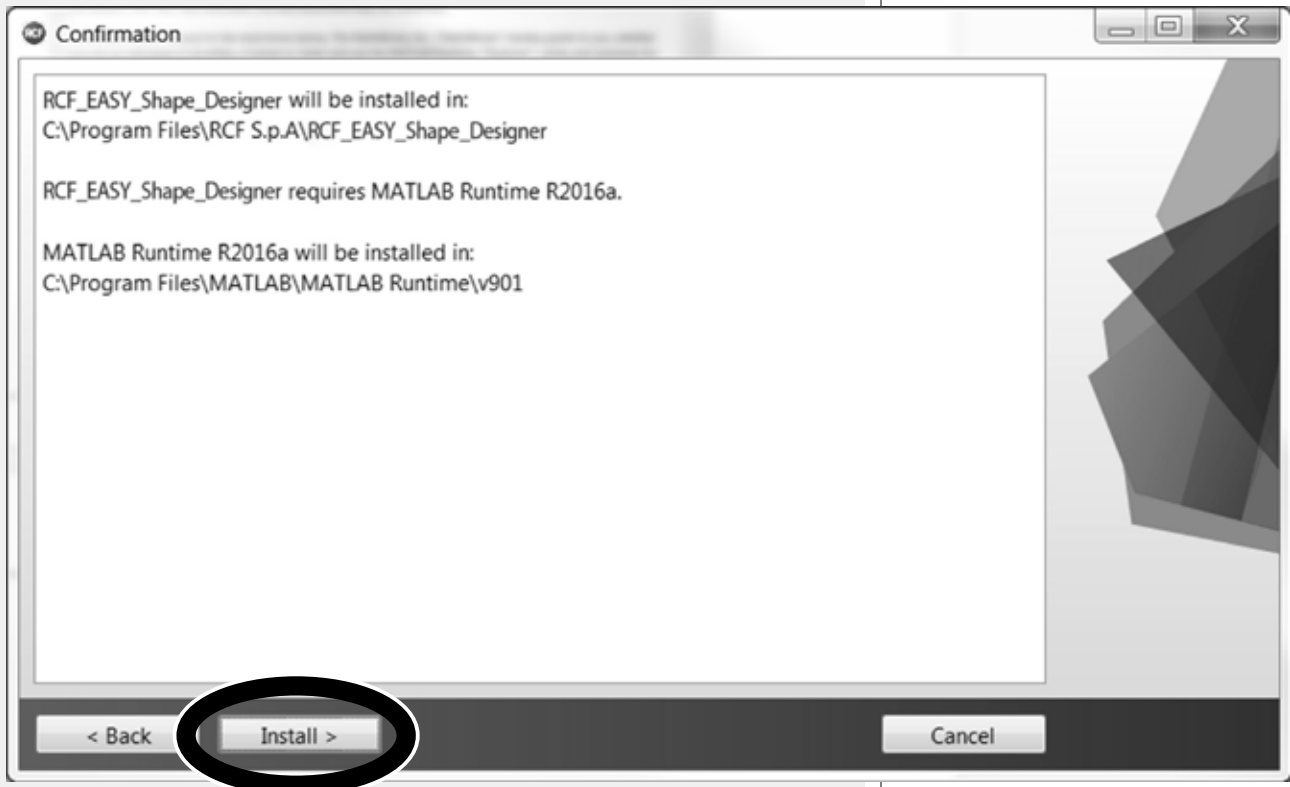 RCF Confirmation
RCF_EASY_Shape_Designer will be installed in:
C:\Program Files\RCF S.p.A\RCF_EASY_Shape_Designer
RCF_EASY_Shape_Designer requires MATLAB Runtime R2016a.
MATLAB Runtime R2016a will be installed in:
C:\Program Files\MATLAB\MATLAB Runtime\v901
< Back
Install >
Cancel